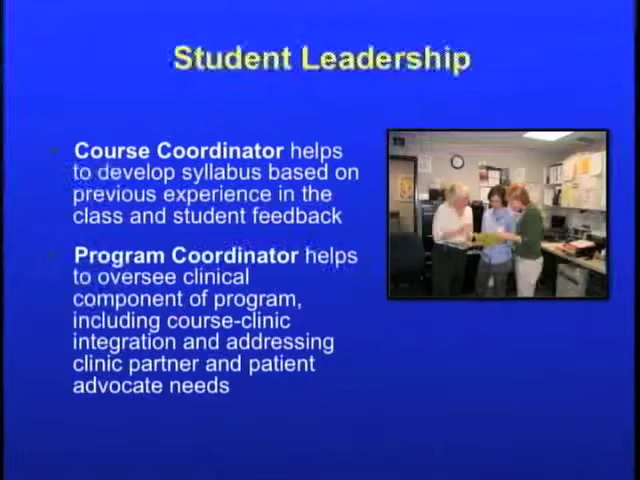 Student Leadership
Course Coordinator helps
to develop syllabus based on
previous experience in the
class and student feedback
Program Coordinator helps
to oversee clinical
component of program,
including course-clinic
integration and addressing
clinic partner and patient
advocate needs